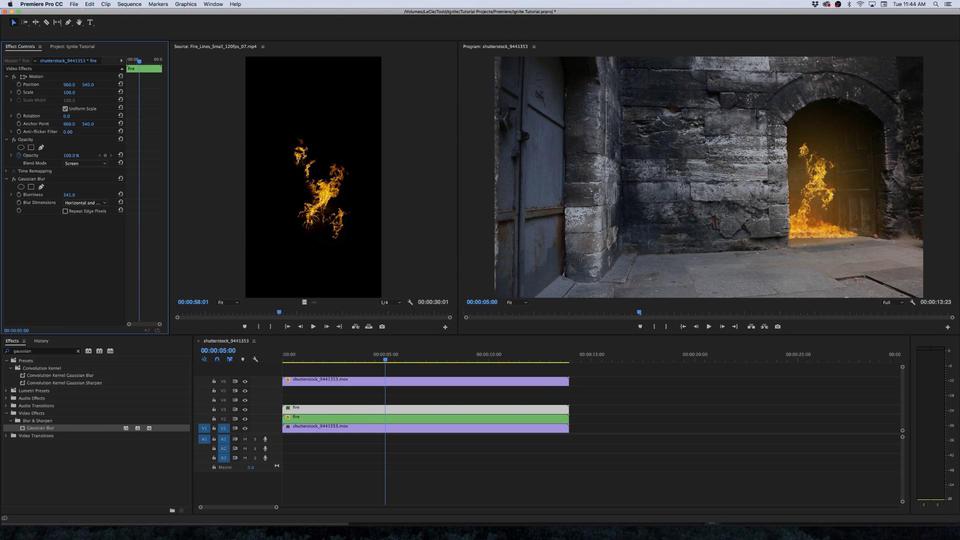 Premiere Pro CC File Edit Clip Sequence Markers Graphics Window Help Tue 11:44 AM
/Volumes/LaCie/Tool/Ignite/Tutorial Projects/Premiere/Ignite Tutorial.prproj *
Effect Controls Project: Ignite Tutorial
Source: Fire_Lines_Small_120fps_07.mp4
Program: shutterstock_9441353
Master * fire shutterstock_9441353 * fire
Video Effects fire
Motion
Position 960.0 540.0
Scale 100.0
Scale Width 100.0
Uniform Scale
Rotation 0.0
Anchor Point 960.0 540.0
Anti-flicker Filter 0.00
Opacity
Opacity 100.0 %
Blend Mode Screen
Time Remapping
Gaussian Blur
Blurriness 341.0
Blur Dimensions Horizontal and ...
Repeat Edge Pixels
00:00:58:01 Fit 1/4 00:00:30:01
00:00:05:00 Fit Full 00:00:13:23
00:00:05:00
Effects History
gaussian
Presets
Convolution Kernel
Convolution Kernel Gaussian Blur
Convolution Kernel Gaussian Sharpen
Lumetri Presets
Audio Effects
Audio Transitions
Video Effects
Blur & Sharpen
Gaussian Blur
Video Transitions
shutterstock_9441353
00:00:05:00
:00:00 00:00:05:00 00:00:10:00 00:00:15:00 00:00:20:00 00:00:25:00 00:00
shutterstock_9441353.mov
V3 fire
V2 fire
V1 V1 shutterstock_9441353.mov
A1 A1 M S
A2 M S
A3 M S
Master 0.0